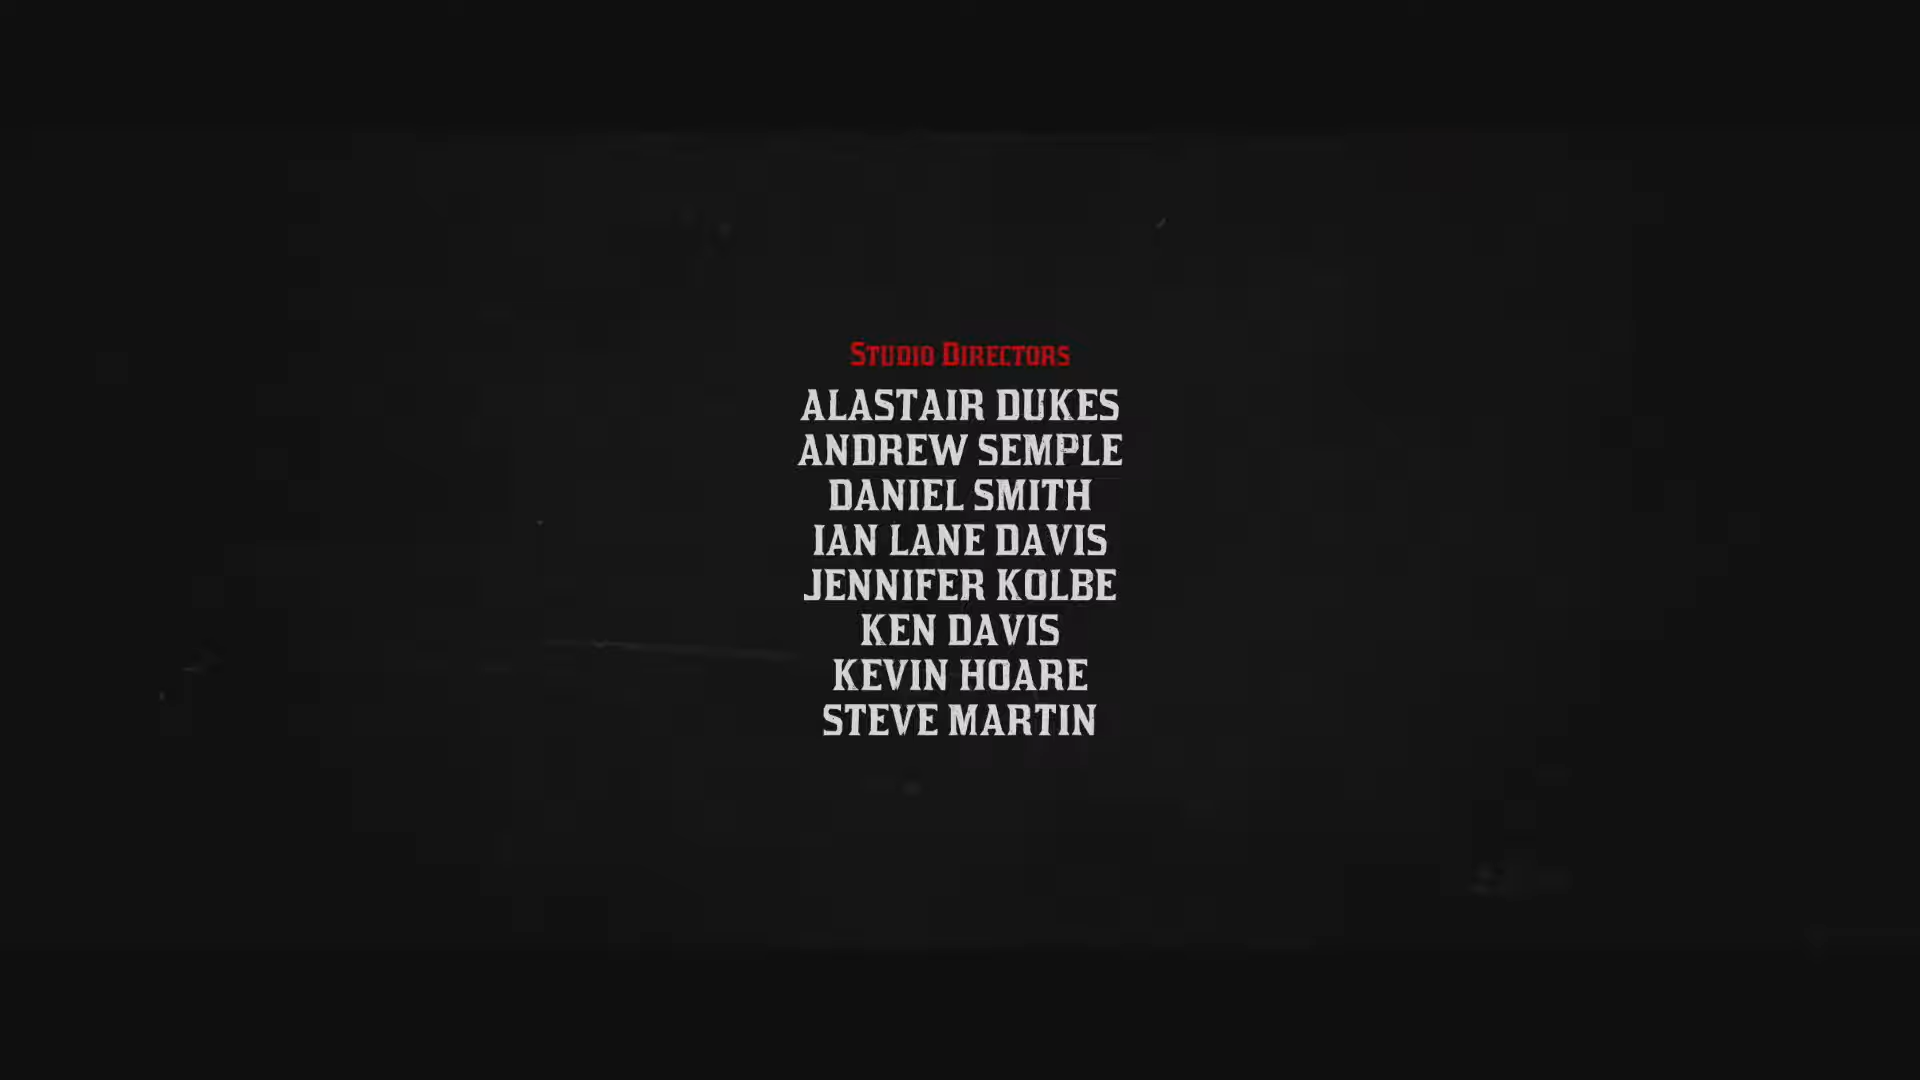 Studio Directors
ALASTAIR DUKES
ANDREW SEMPLE
DANIEL SMITH
IAN LANE DAVIS
JENNIFER KOLBE
KEN DAVIS
KEVIN HOARE
STEVE MARTIN